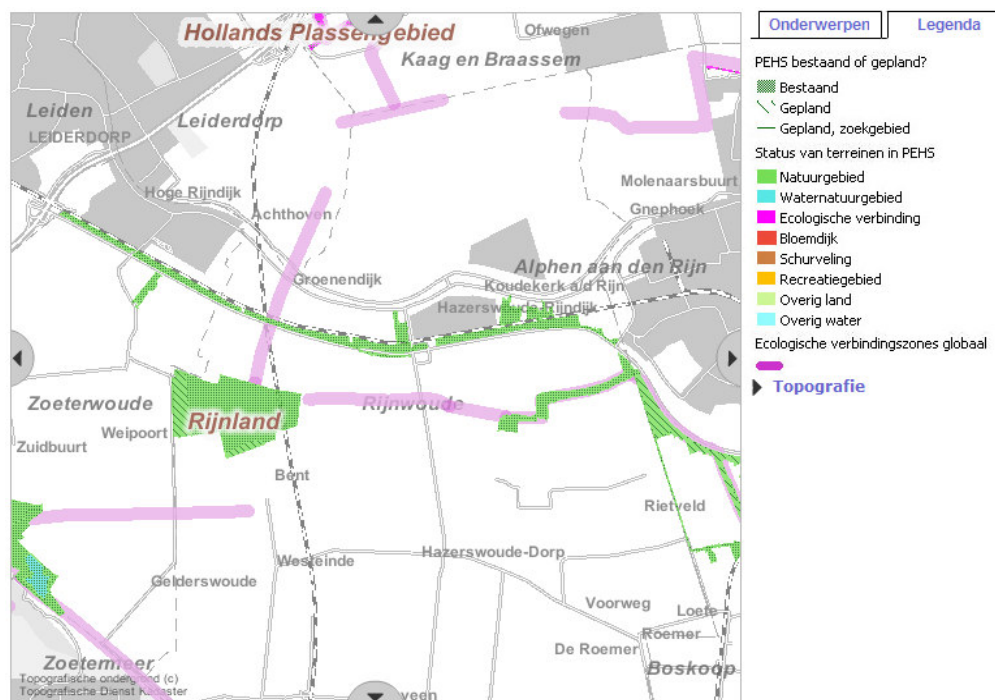 Hollands Plassengebied
Ofwegen
Kaag en Braassem
Leiden
LEIDERDORP
Leiderdorp
Hoge Rijndijk
Achthoven
Molenaarsbuurt
Gnephoek
Groenendijk
Alphen aan den Rijn
Koudekerk a/d Rijn
Hazerswoude-Rijndijk
Zoeterwoude
Rijnwoude
Rijnland
Weipoort
Zuidbuurt
Bent
Rietveld
Hazerswoude-Dorp
Westeinde
Gelderswoude
Voorweg
Loete
Roemer
De Roemer
Zoetermeer
Boskoop
Topografische ondergrond (c)
Topografische Dienst Kadaster
veen
Onderwerpen
Legenda
PEHS bestaand of gepland?
Bestaand
Gepland
Gepland, zoekgebied
Status van terreinen in PEHS
Natuurgebied
Waternatuurgebied
Ecologische verbinding
Bloemdijk
Schurveling
Recreatiegebied
Overig land
Overig water
Ecologische verbindingszones globaal
Topografie